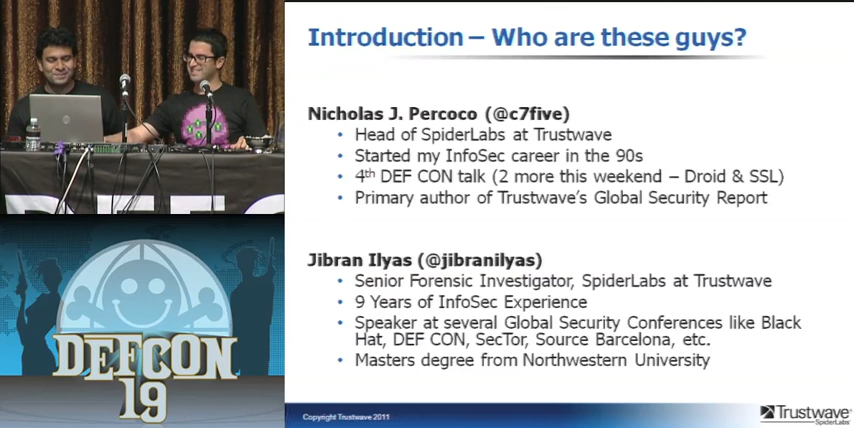 Introduction – Who are these guys?
Nicholas J. Percoco (@c7five)
• Head of SpiderLabs at Trustwave
• Started my InfoSec career in the 90s
• 4th DEF CON talk (2 more this weekend – Droid & SSL)
• Primary author of Trustwave's Global Security Report
Jibran Ilyas (@jibranilyas)
• Senior Forensic Investigator, SpiderLabs at Trustwave
• 9 Years of InfoSec Experience
• Speaker at several Global Security Conferences like Black
Hat, DEF CON, SecTor, Source Barcelona, etc.
• Masters degree from Northwestern University
Copyright Trustwave 2011
Trustwave
SpiderLabs
DEFCON
19